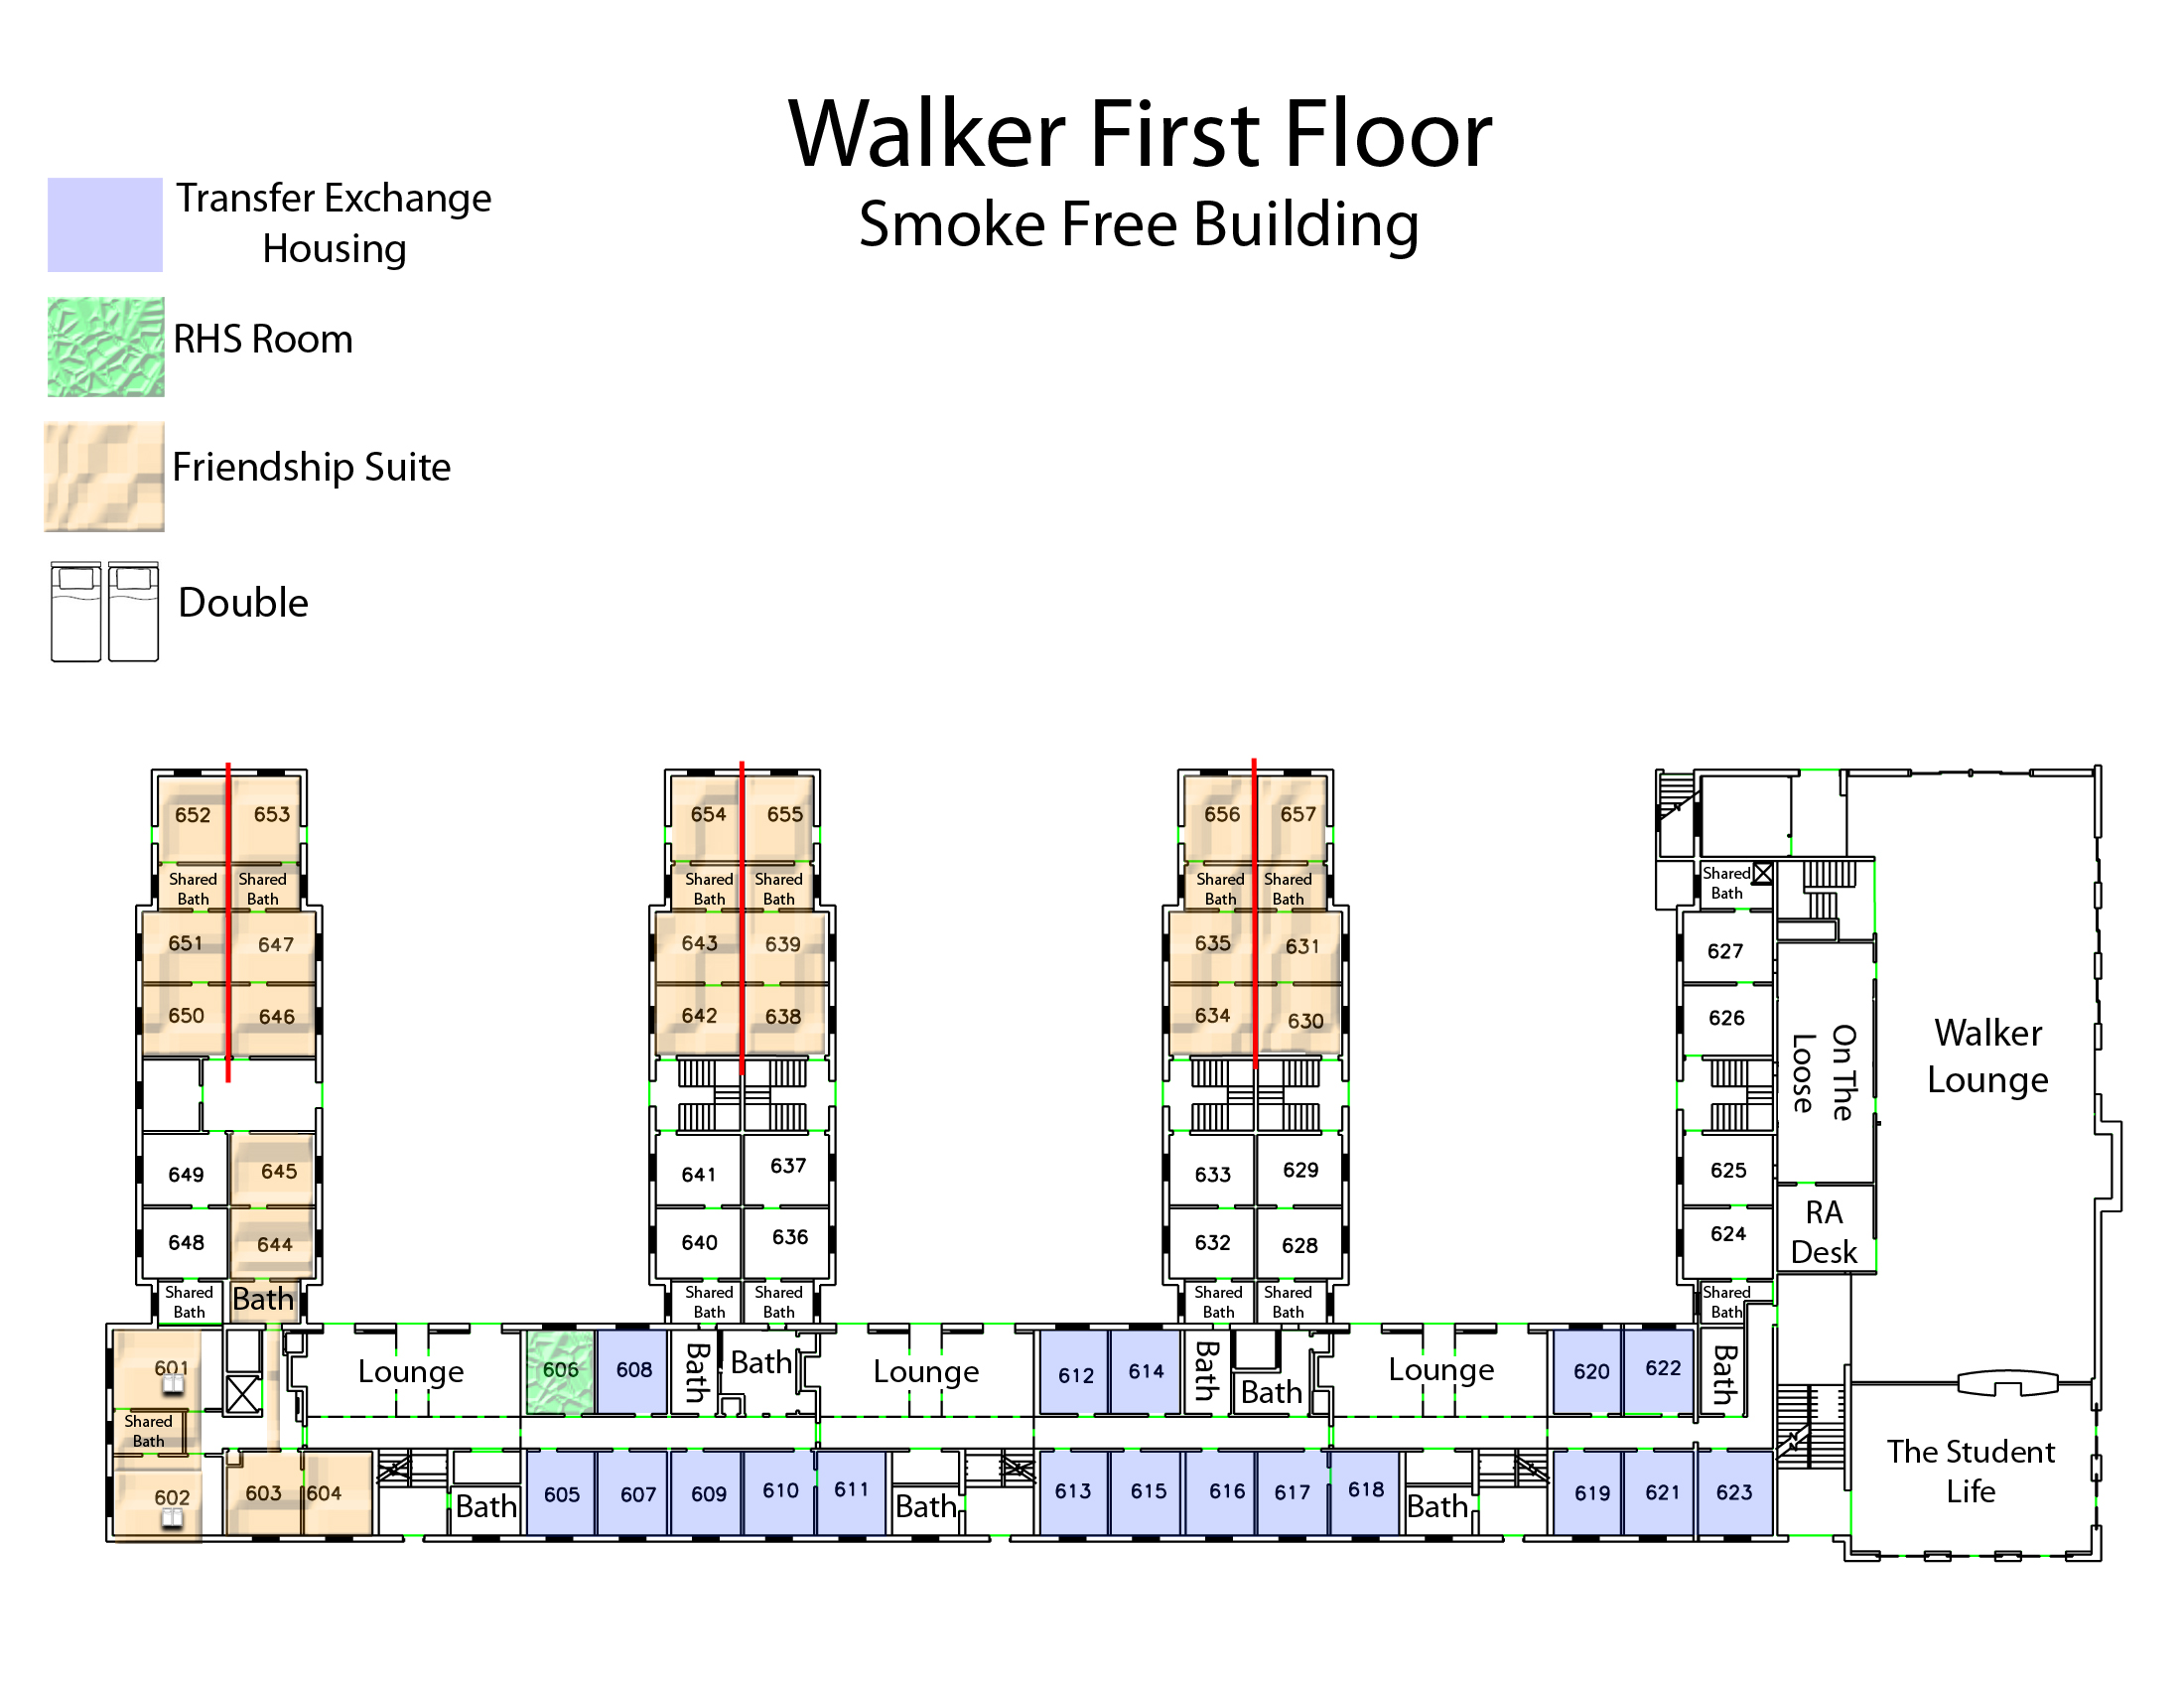 Walker First Floor
Smoke Free Building
Transfer Exchange
Housing
RHS Room
Friendship Suite
Double
652 653
Shared Bath
Shared Bath
651 647
650 646
649 645
648 644
Shared Bath
Bath
654 655
Shared Bath
Shared Bath
643 639
642 638
641 637
640 636
Shared Bath
Shared Bath
656 657
Shared Bath
Shared Bath
635 631
634 630
633 629
632 628
Shared Bath
Shared Bath
Shared Bath
627
626
625
624
Shared Bath
On The
Loose
RA
Desk
Walker
Lounge
601
Shared
Bath
602
603 604
Lounge
606 608
Bath
Bath
Lounge
612 614
Bath
Bath
Lounge
620 622
Bath
Bath
605 607 609 610 611
Bath
613 615 616 617 618
Bath
619 621 623
The Student
Life